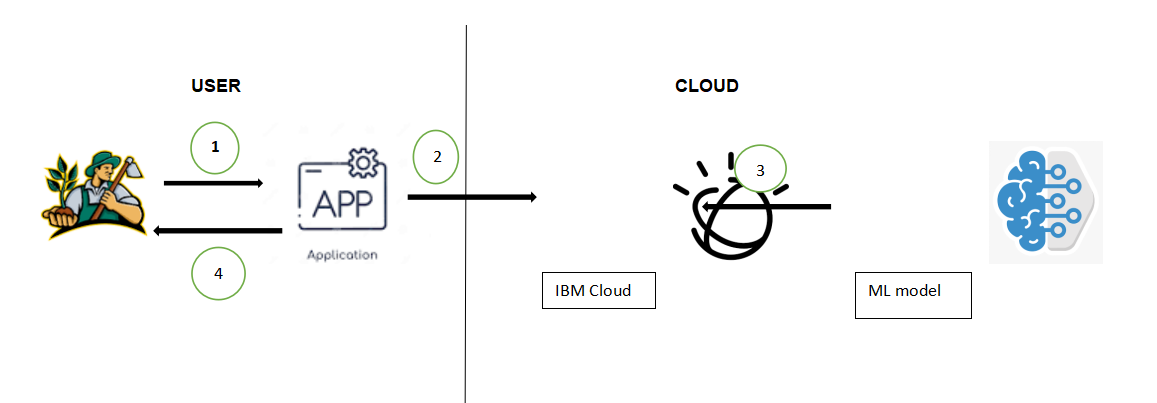 USER
CLOUD
1
2
3
APP
Application
4
IBM Cloud
ML model